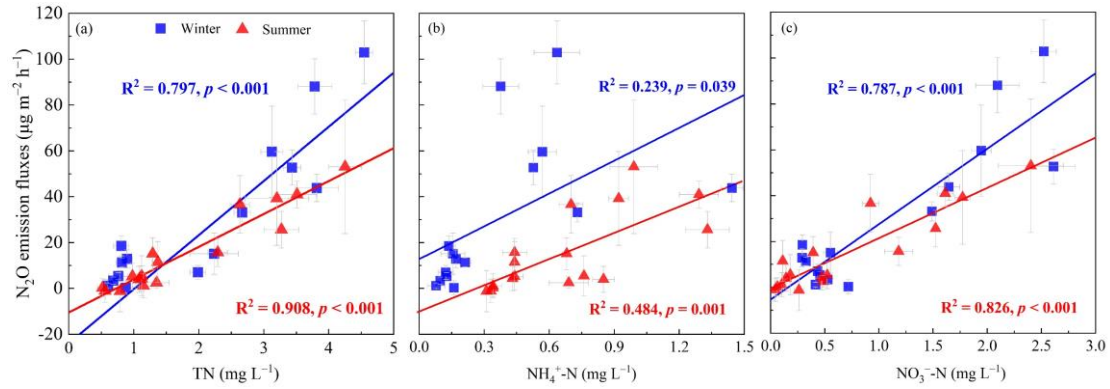 (a) Winter Summer
(b)
(c)
R² = 0.797, p < 0.001
R² = 0.239, p = 0.039
R² = 0.787, p < 0.001
R² = 0.908, p < 0.001
R² = 0.484, p = 0.001
R² = 0.826, p < 0.001
N₂O emission fluxes (μg m⁻² h⁻¹)
120
100
80
60
40
20
0
-20
0 1 2 3 4 5
0.0 0.3 0.6 0.9 1.2 1.5
0.0 0.5 1.0 1.5 2.0 2.5 3.0
TN (mg L⁻¹)
NH₄⁺-N (mg L⁻¹)
NO₃⁻-N (mg L⁻¹)